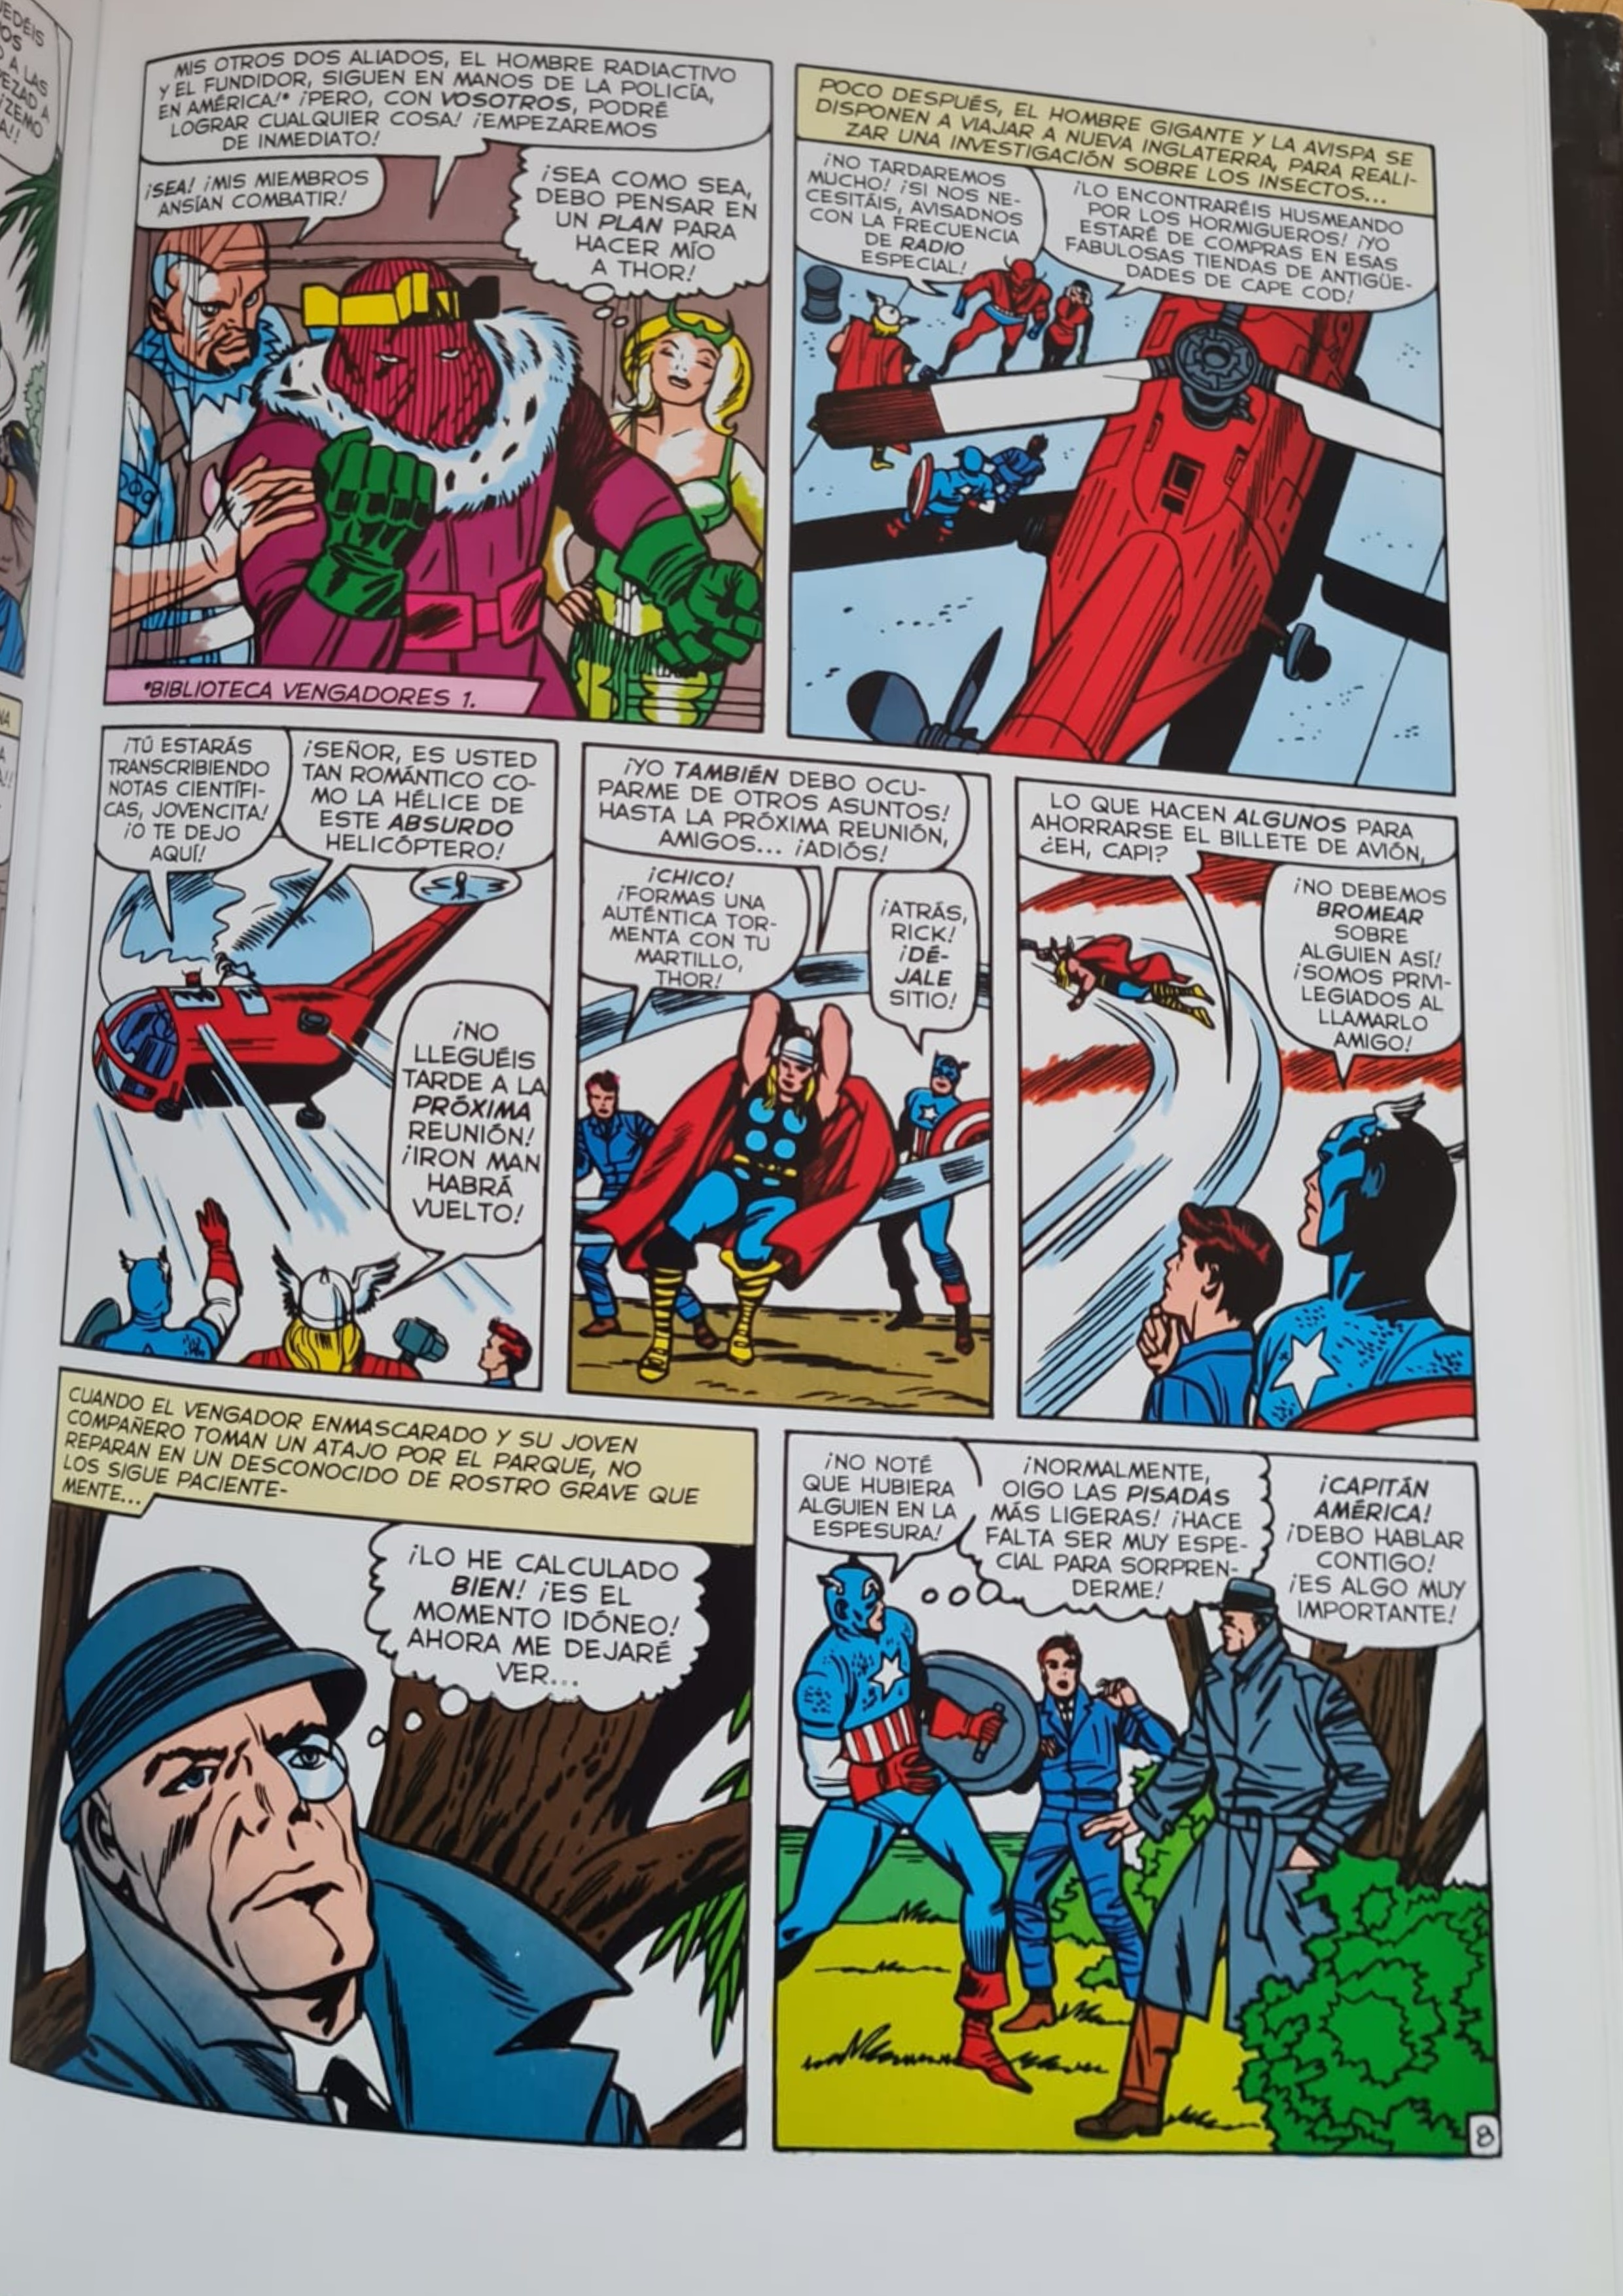 MIS OTROS DOS ALIADOS, EL HOMBRE RADIACTIVO
Y EL FUNDIDOR, SIGUEN EN MANOS DE LA POLICÍA,
EN AMÉRICA!* ¡PERO, CON VOSOTROS, PODRÉ
LOGRAR CUALQUIER COSA! ¡EMPEZAREMOS
DE INMEDIATO!
¡SEA! ¡MIS MIEMBROS
ANSÍAN COMBATIR!
¡SEA COMO SEA,
DEBO PENSAR EN
UN PLAN PARA
HACER MÍO
A THOR!
*BIBLIOTECA VENGADORES 1.
POCO DESPUÉS, EL HOMBRE GIGANTE Y LA AVISPA SE
DISPONEN A VIAJAR A NUEVA INGLATERRA, PARA REALI-
ZAR UNA INVESTIGACIÓN SOBRE LOS INSECTOS...
¡NO TARDAREMOS
MUCHO! ¡SI NOS NE-
CESITÁIS, AVISADNOS
CON LA FRECUENCIA
DE RADIO
ESPECIAL!
¡LO ENCONTRARÉIS HUSMEANDO
POR LOS HORMIGUEROS! ¡YO
ESTARÉ DE COMPRAS EN ESAS
FABULOSAS TIENDAS DE ANTIGÜE-
DADES DE CAPE COD!
¡TÚ ESTARÁS
TRANSCRIBIENDO
NOTAS CIENTÍFI-
CAS, JOVENCITA!
¡O TE DEJO
AQUÍ!
¡SEÑOR, ES USTED
TAN ROMÁNTICO CO-
MO LA HÉLICE DE
ESTE ABSURDO
HELICÓPTERO!
¡NO
LLEGUÉIS
TARDE A LA
PRÓXIMA
REUNIÓN!
¡IRON MAN
HABRÁ
VUELTO!
¡YO TAMBIÉN DEBO OCU-
PARME DE OTROS ASUNTOS!
HASTA LA PRÓXIMA REUNIÓN,
AMIGOS... ¡ADIÓS!
¡CHICO!
¡FORMAS UNA
AUTÉNTICA TOR-
MENTA CON TU
MARTILLO,
THOR!
¡ATRÁS,
RICK!
¡DÉ-
JALE
SITIO!
LO QUE HACEN ALGUNOS PARA
AHORRARSE EL BILLETE DE AVIÓN,
¿EH, CAPI?
¡NO DEBEMOS
BROMEAR
SOBRE
ALGUIEN ASÍ!
¡SOMOS PRIVI-
LEGIADOS AL
LLAMARLO
AMIGO!
CUANDO EL VENGADOR ENMASCARADO Y SU JOVEN
COMPAÑERO TOMAN UN ATAJO POR EL PARQUE, NO
REPARAN EN UN DESCONOCIDO DE ROSTRO GRAVE QUE
LOS SIGUE PACIENTE-
MENTE...
¡LO HE CALCULADO
BIEN! ¡ES EL
MOMENTO IDÓNEO!
AHORA ME DEJARÉ
VER...
¡NO NOTÉ
QUE HUBIERA
ALGUIEN EN LA
ESPESURA!
¡NORMALMENTE,
OIGO LAS PISADAS
MÁS LIGERAS! ¡HACE
FALTA SER MUY ESPE-
CIAL PARA SORPREN-
DERME!
¡CAPITÁN
AMÉRICA!
¡DEBO HABLAR
CONTIGO!
¡ES ALGO MUY
IMPORTANTE!
8